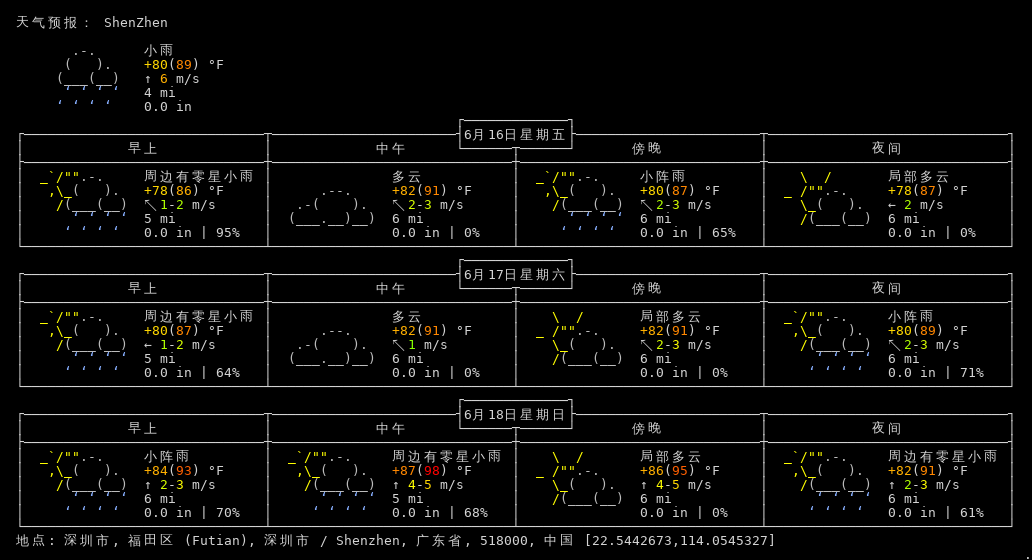 天气预报： ShenZhen
小雨
+80(89) °F
↑ 6 m/s
4 mi
0.0 in
6月16日星期五
早上 中午 傍晚 夜间
周边有零星小雨 多云 小阵雨 局部多云
+78(86) °F +82(91) °F +80(87) °F +78(87) °F
↖ 1-2 m/s ↖ 2-3 m/s ↖ 2-3 m/s ← 2 m/s
5 mi 6 mi 6 mi 6 mi
0.0 in | 95% 0.0 in | 0% 0.0 in | 65% 0.0 in | 0%
6月17日星期六
早上 中午 傍晚 夜间
周边有零星小雨 多云 局部多云 小阵雨
+80(87) °F +82(91) °F +82(91) °F +80(89) °F
← 1-2 m/s ↖ 1 m/s ↖ 2-3 m/s ↖ 2-3 m/s
5 mi 6 mi 6 mi 6 mi
0.0 in | 64% 0.0 in | 0% 0.0 in | 0% 0.0 in | 71%
6月18日星期日
早上 中午 傍晚 夜间
小阵雨 周边有零星小雨 局部多云 周边有零星小雨
+84(93) °F +87(98) °F +86(95) °F +82(91) °F
↑ 2-3 m/s ↑ 4-5 m/s ↑ 4-5 m/s ↑ 2-3 m/s
6 mi 5 mi 6 mi 6 mi
0.0 in | 70% 0.0 in | 68% 0.0 in | 0% 0.0 in | 61%
地点: 深圳市, 福田区 (Futian), 深圳市 / Shenzhen, 广东省, 518000, 中国 [22.5442673,114.0545327]